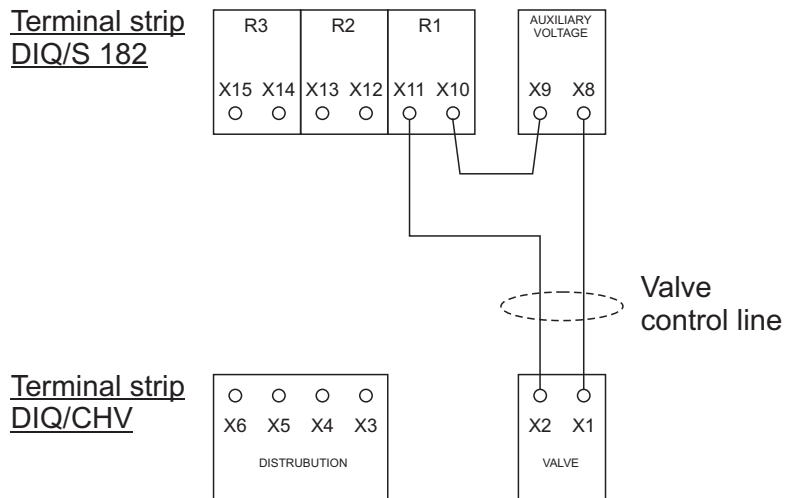 Terminal strip
DIQ/S 182
R3 R2 R1 AUXILIARY
VOLTAGE
X15 X14 X13 X12 X11 X10 X9 X8
Valve
control line
Terminal strip
DIQ/CHV
X6 X5 X4 X3 X2 X1
DISTRUBUTION VALVE